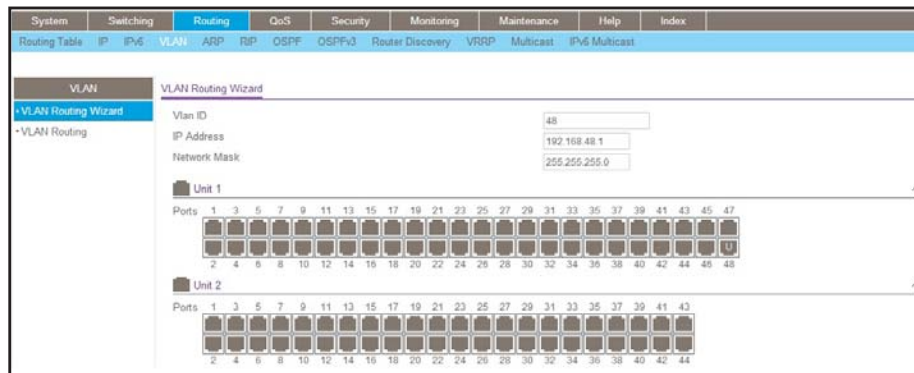 System Switching Routing QoS Security Monitoring Maintenance Help Index
Routing Table IP IPv6 VLAN ARP RIP OSPF OSPFv3 Router Discovery VRRP Multicast IPv6 Multicast
VLAN
VLAN Routing Wizard
VLAN Routing
VLAN Routing Wizard
Vlan ID 48
IP Address 192.168.48.1
Network Mask 255.255.255.0
Unit 1
Ports 1 3 5 7 9 11 13 15 17 19 21 23 25 27 29 31 33 35 37 39 41 43 45 47
U
2 4 6 8 10 12 14 16 18 20 22 24 26 28 30 32 34 36 38 40 42 44 46 48
Unit 2
Ports 1 3 5 7 9 11 13 15 17 19 21 23 25 27 29 31 33 35 37 39 41 43
2 4 6 8 10 12 14 16 18 20 22 24 26 28 30 32 34 36 38 40 42 44